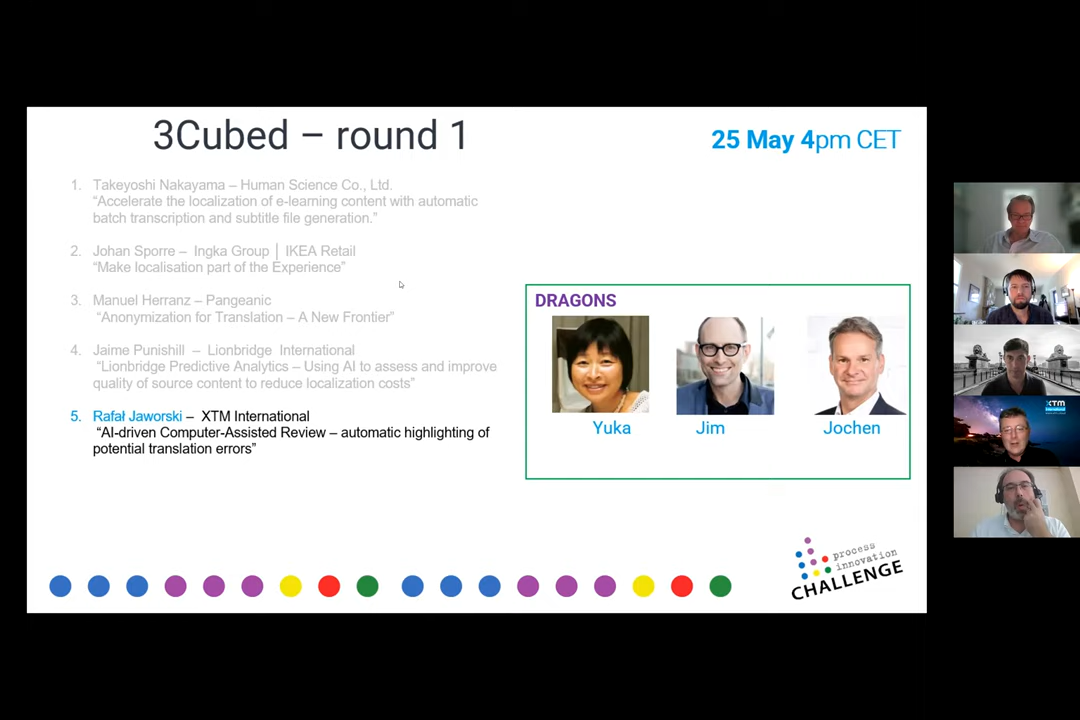 3Cubed – round 1
25 May 4pm CET
1. Takeyoshi Nakayama – Human Science Co., Ltd.
“Accelerate the localization of e-learning content with automatic
batch transcription and subtitle file generation.”
2. Johan Sporre – Ingka Group │ IKEA Retail
“Make localisation part of the Experience”
3. Manuel Herranz – Pangeanic
“Anonymization for Translation – A New Frontier”
4. Jaime Punishill – Lionbridge International
“Lionbridge Predictive Analytics – Using AI to assess and improve
quality of source content to reduce localization costs”
5. Rafał Jaworski – XTM International
“AI-driven Computer-Assisted Review – automatic highlighting of
potential translation errors”
DRAGONS
Yuka
Jim
Jochen
process
innovation
CHALLENGE
XTM